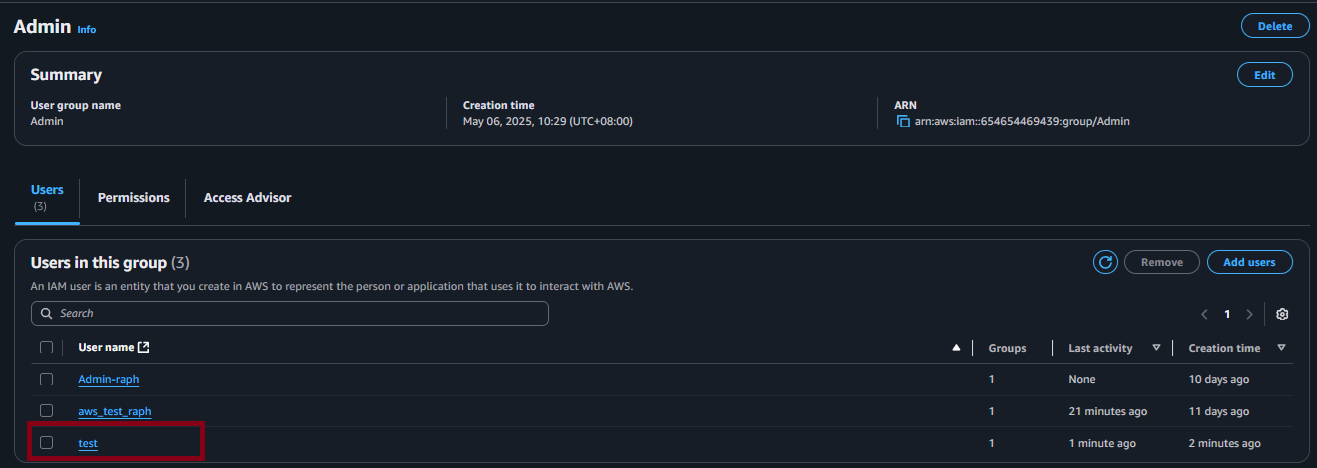 Admin Info
Delete
Summary
Edit
User group name
Admin
Creation time
May 06, 2025, 10:29 (UTC+08:00)
ARN
arn:aws:iam::654654469439:group/Admin
Users
(3)
Permissions
Access Advisor
Users in this group (3)
Remove
Add users
An IAM user is an entity that you create in AWS to represent the person or application that uses it to interact with AWS.
Search
1
User name Groups Last activity Creation time
Admin-raph 1 None 10 days ago
aws_test_raph 1 21 minutes ago 11 days ago
test 1 1 minute ago 2 minutes ago